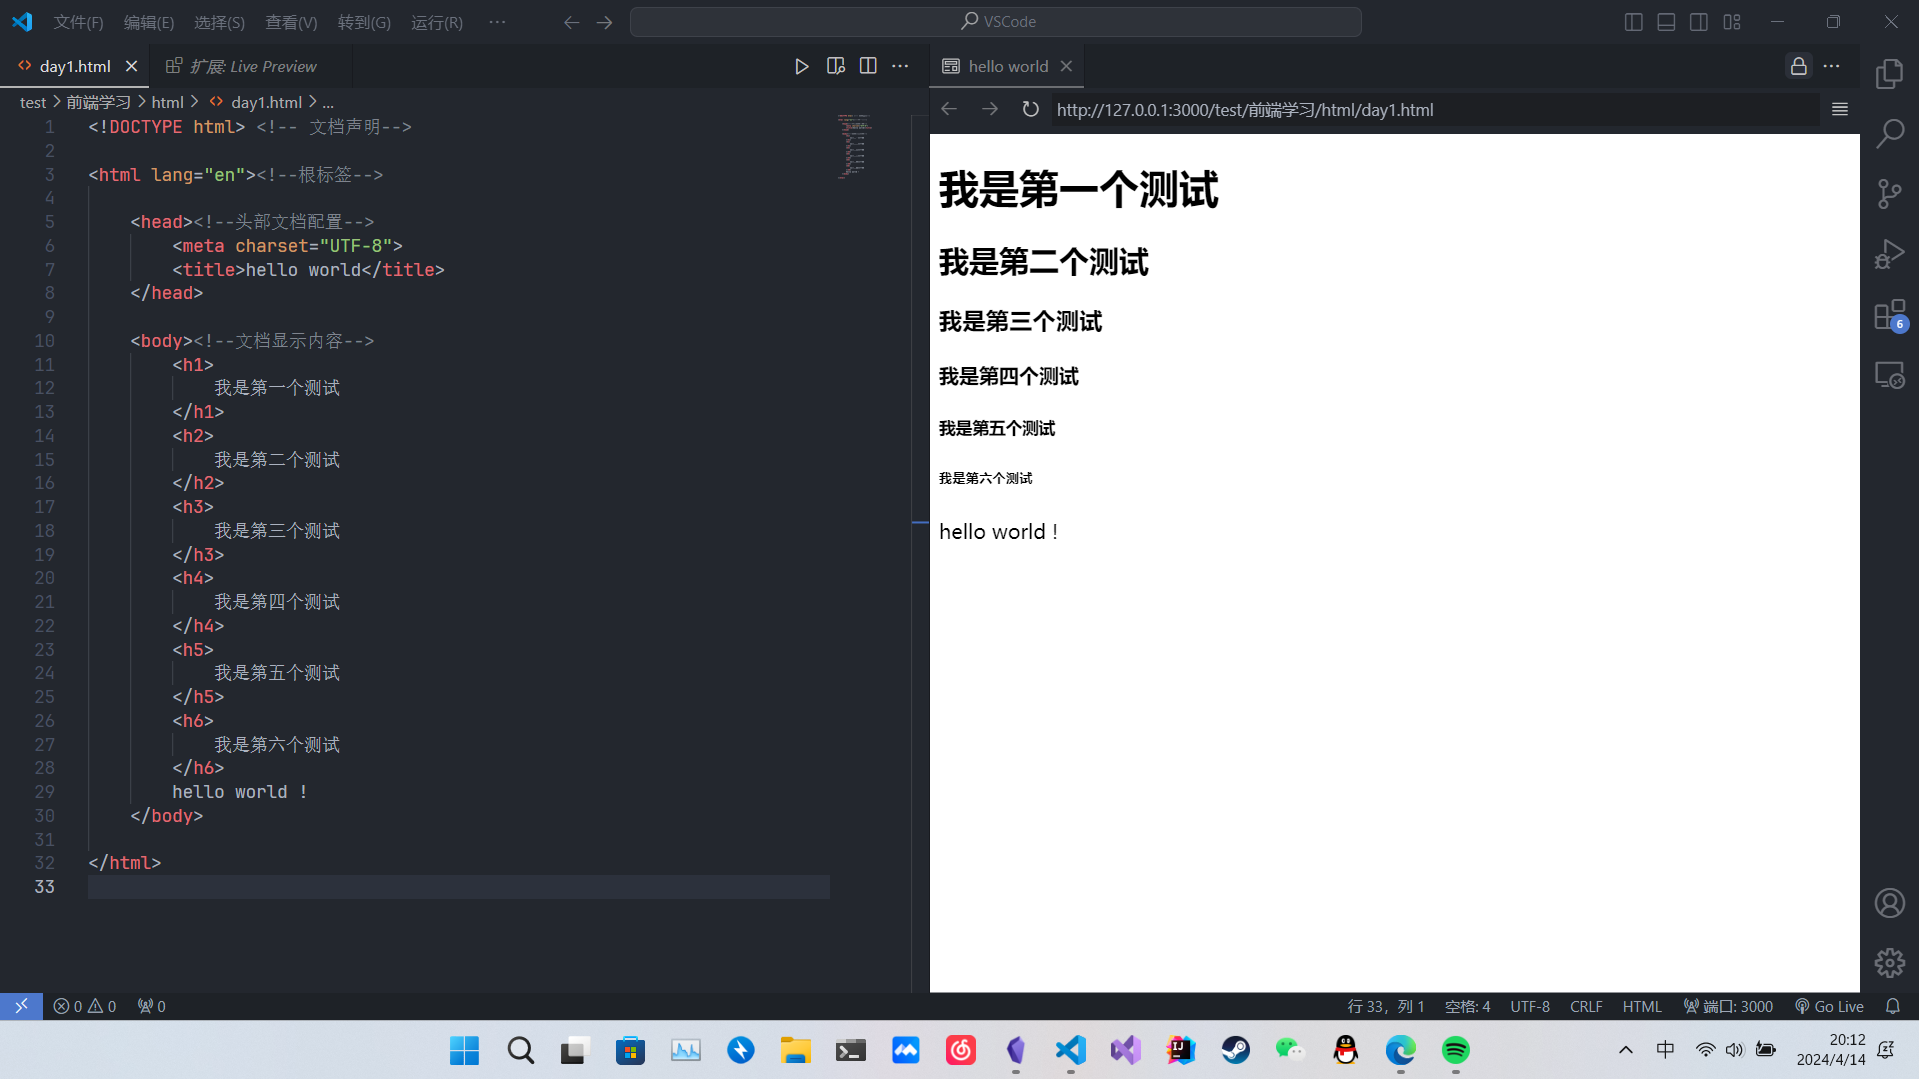 文件(F) 编辑(E) 选择(S) 查看(V) 转到(G) 运行(R) ··· VSCode
day1.html 扩展: Live Preview
hello world
test > 前端学习 > html > day1.html > ...
http://127.0.0.1:3000/test/前端学习/html/day1.html
1 <!DOCTYPE html> <!-- 文档声明-->
2
3 <html lang="en"><!--根标签-->
4
5 <head><!--头部文档配置-->
6 <meta charset="UTF-8">
7 <title>hello world</title>
8 </head>
9
10 <body><!--文档显示内容-->
11 <h1>
12 我是第一个测试
13 </h1>
14 <h2>
15 我是第二个测试
16 </h2>
17 <h3>
18 我是第三个测试
19 </h3>
20 <h4>
21 我是第四个测试
22 </h4>
23 <h5>
24 我是第五个测试
25 </h5>
26 <h6>
27 我是第六个测试
28 </h6>
29 hello world !
30 </body>
31
32 </html>
33
我是第一个测试
我是第二个测试
我是第三个测试
我是第四个测试
我是第五个测试
我是第六个测试
hello world !
6
0 0 0 行 33，列 1 空格: 4 UTF-8 CRLF HTML 端口: 3000 Go Live
中 20:12
2024/4/14